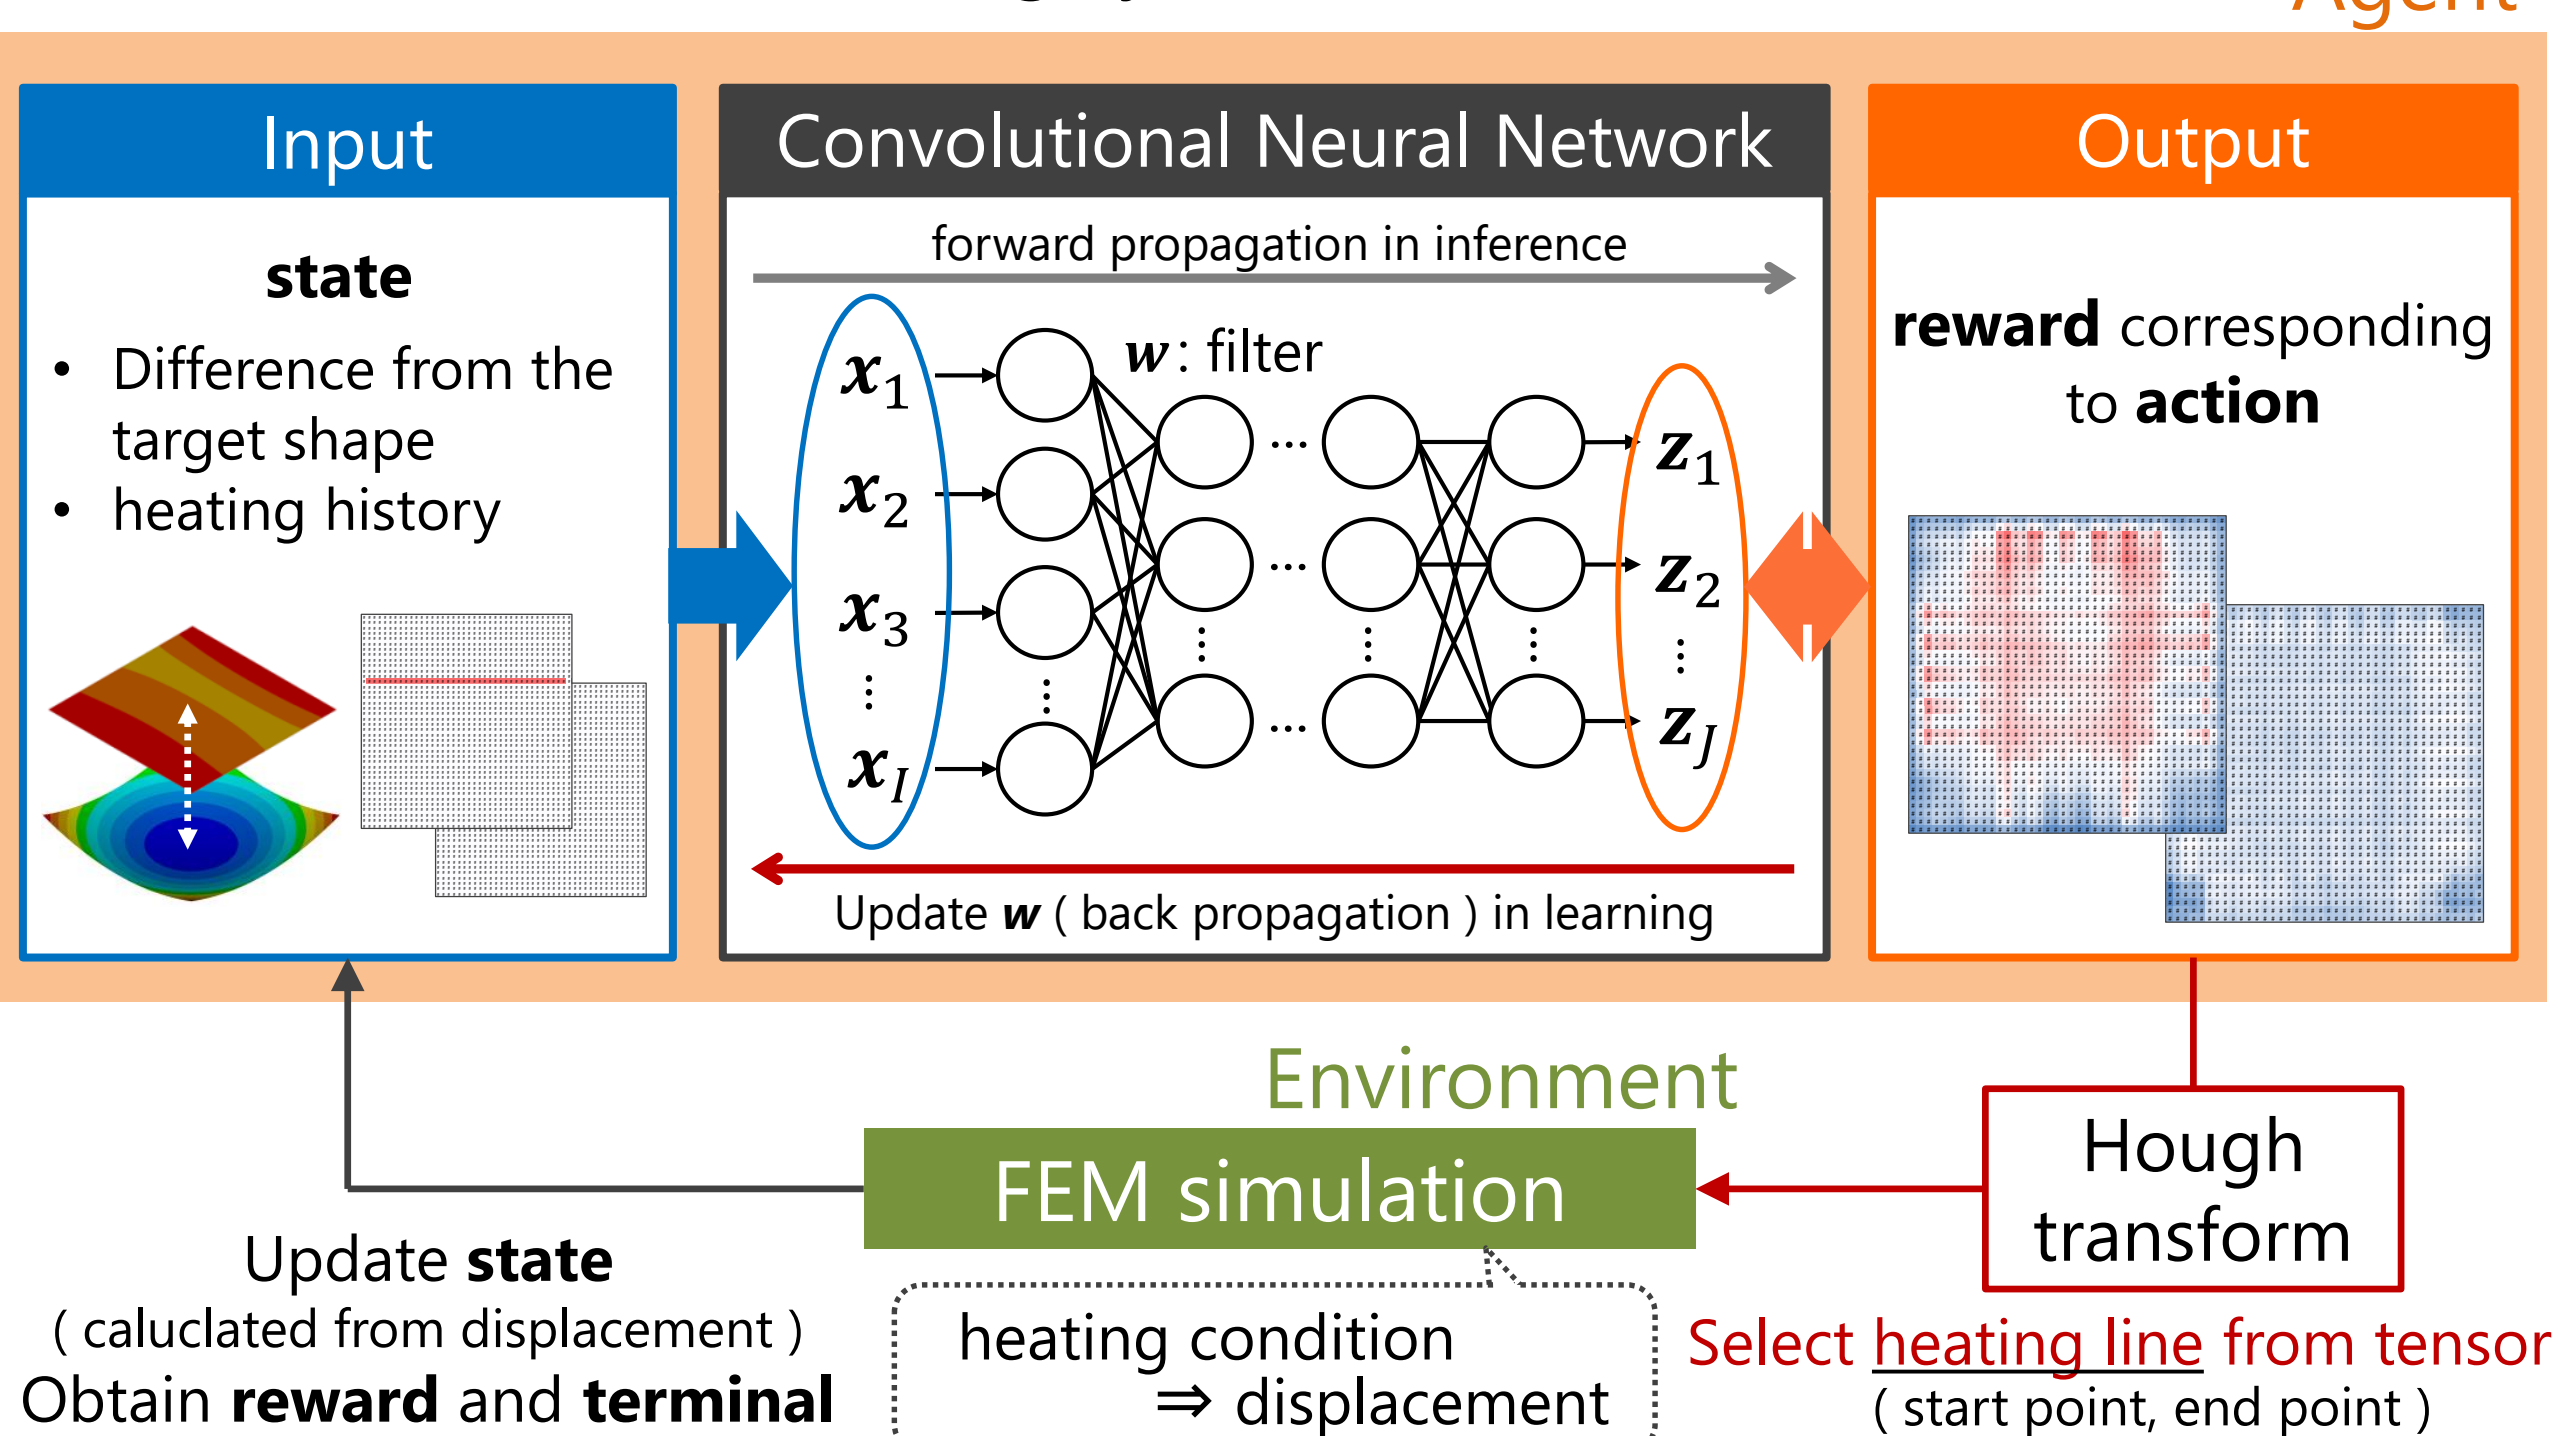 Agent
Input
Convolutional Neural Network
Output
state
• Difference from the
target shape
• heating history
forward propagation in inference
w : filter
x1
x2
x3
⋮
xI
...
...
...
z1
z2
⋮
zJ
Update w ( back propagation ) in learning
reward corresponding
to action
Environment
FEM simulation
Hough
transform
Update state
( caluclated from displacement )
Obtain reward and terminal
heating condition
⇒ displacement
Select heating line from tensor
( start point, end point )